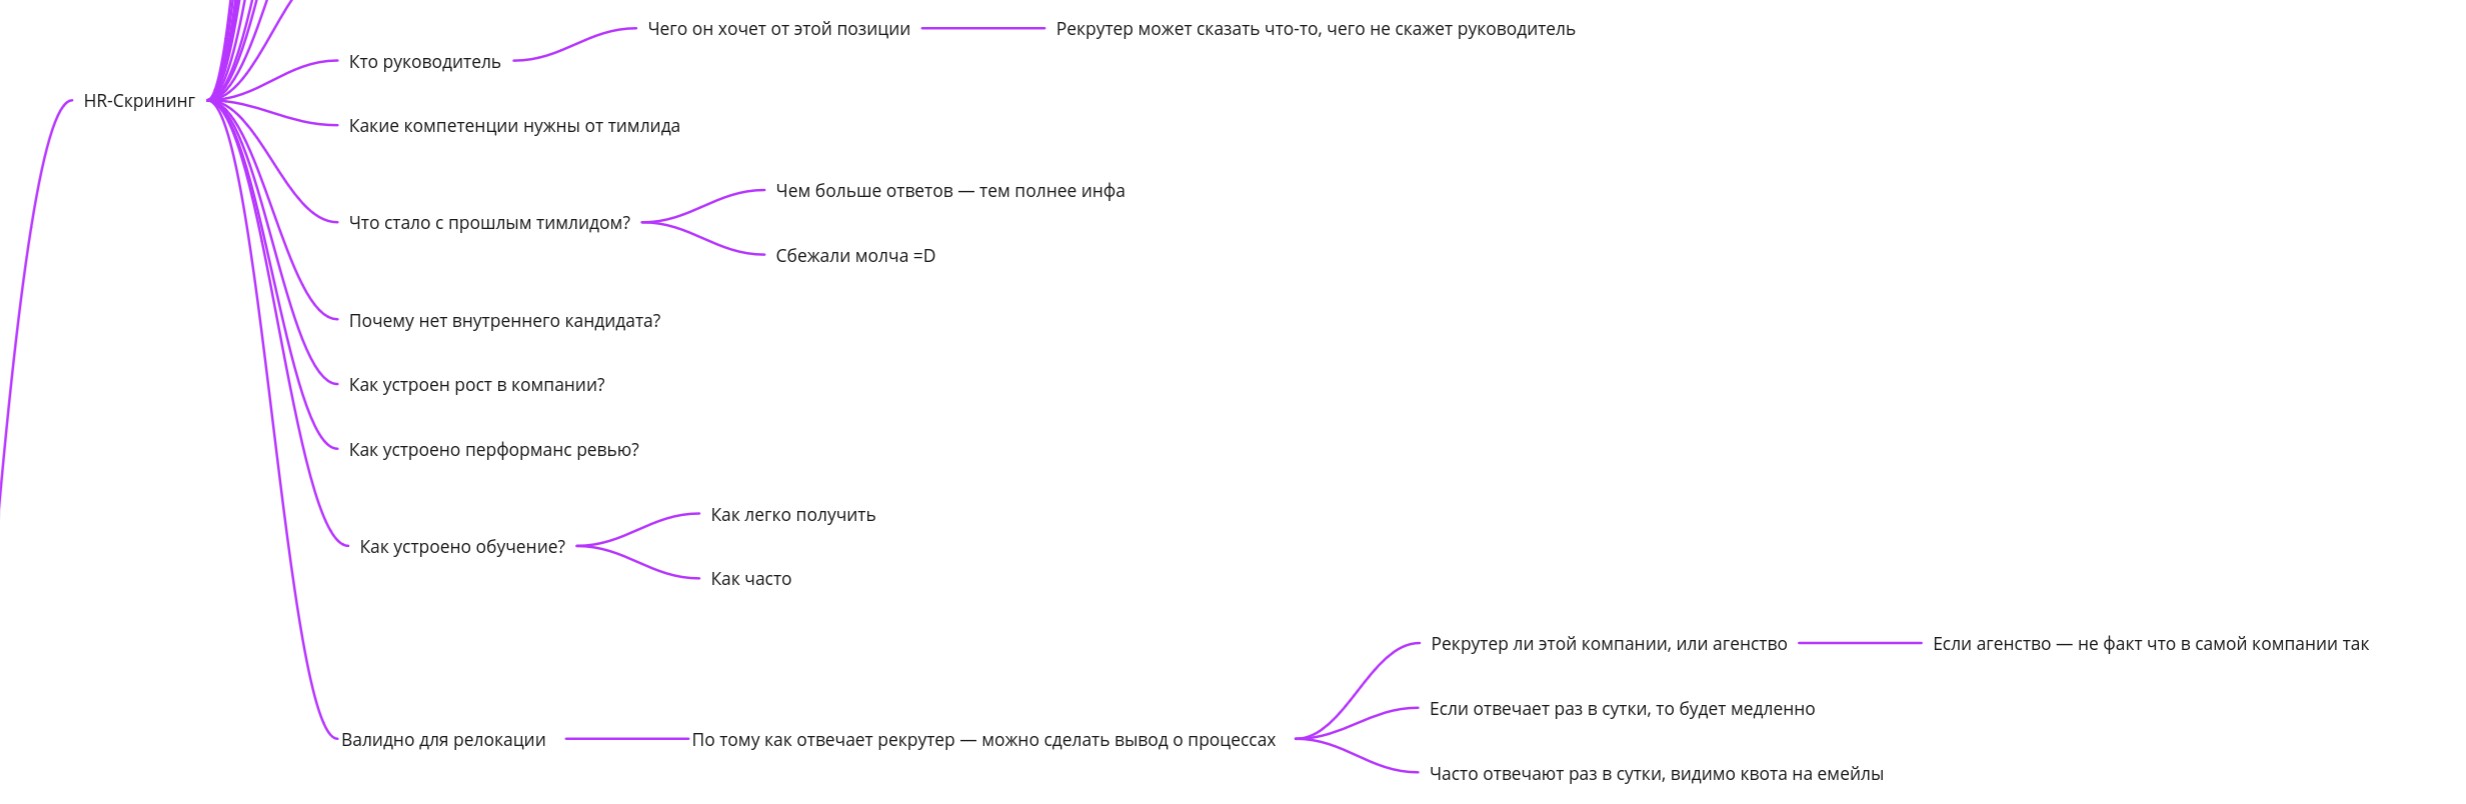 Чего он хочет от этой позиции
Рекрутер может сказать что-то, чего не скажет руководитель
Кто руководитель
HR-Скрининг
Какие компетенции нужны от тимлида
Чем больше ответов — тем полнее инфа
Что стало с прошлым тимлидом?
Сбежали молча =D
Почему нет внутреннего кандидата?
Как устроен рост в компании?
Как устроено перформанс ревью?
Как легко получить
Как устроено обучение?
Как часто
Рекрутер ли этой компании, или агенство
Если агенство — не факт что в самой компании так
Если отвечает раз в сутки, то будет медленно
Валидно для релокации
По тому как отвечает рекрутер — можно сделать вывод о процессах
Часто отвечают раз в сутки, видимо квота на емейлы